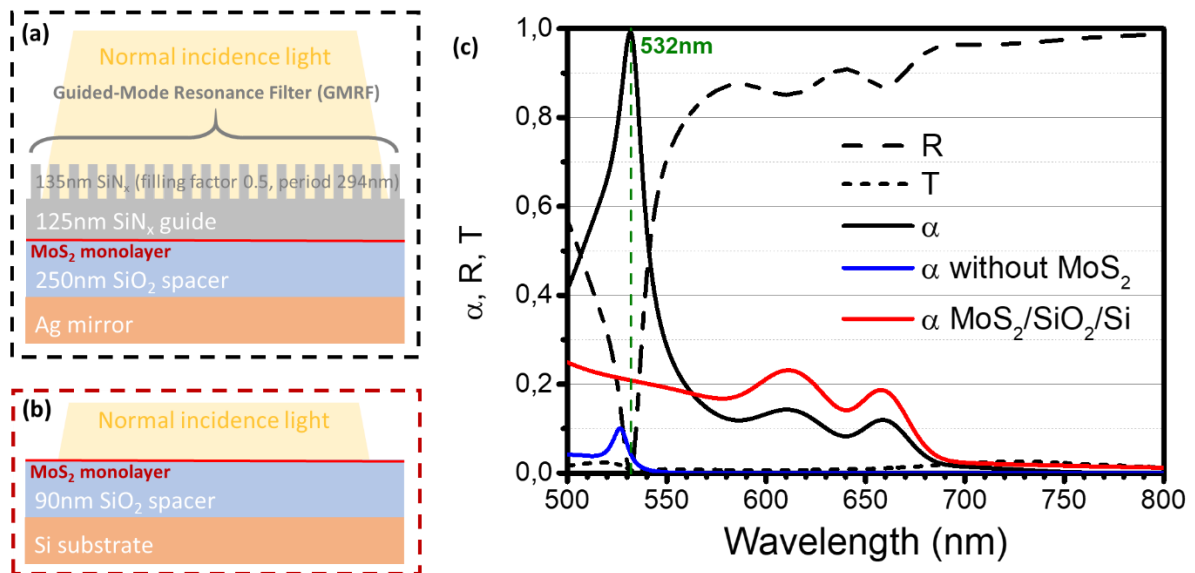 (a)
Normal incidence light
Guided-Mode Resonance Filter (GMRF)
135nm SiNₓ (filling factor 0.5, period 294nm)
125nm SiNₓ guide
MoS₂ monolayer
250nm SiO₂ spacer
Ag mirror
(b)
Normal incidence light
MoS₂ monolayer
90nm SiO₂ spacer
Si substrate
(c)
532nm
R
T
α
α without MoS₂
α MoS₂/SiO₂/Si
α, R, T
1,0
0,8
0,6
0,4
0,2
0,0
500 550 600 650 700 750 800
Wavelength (nm)